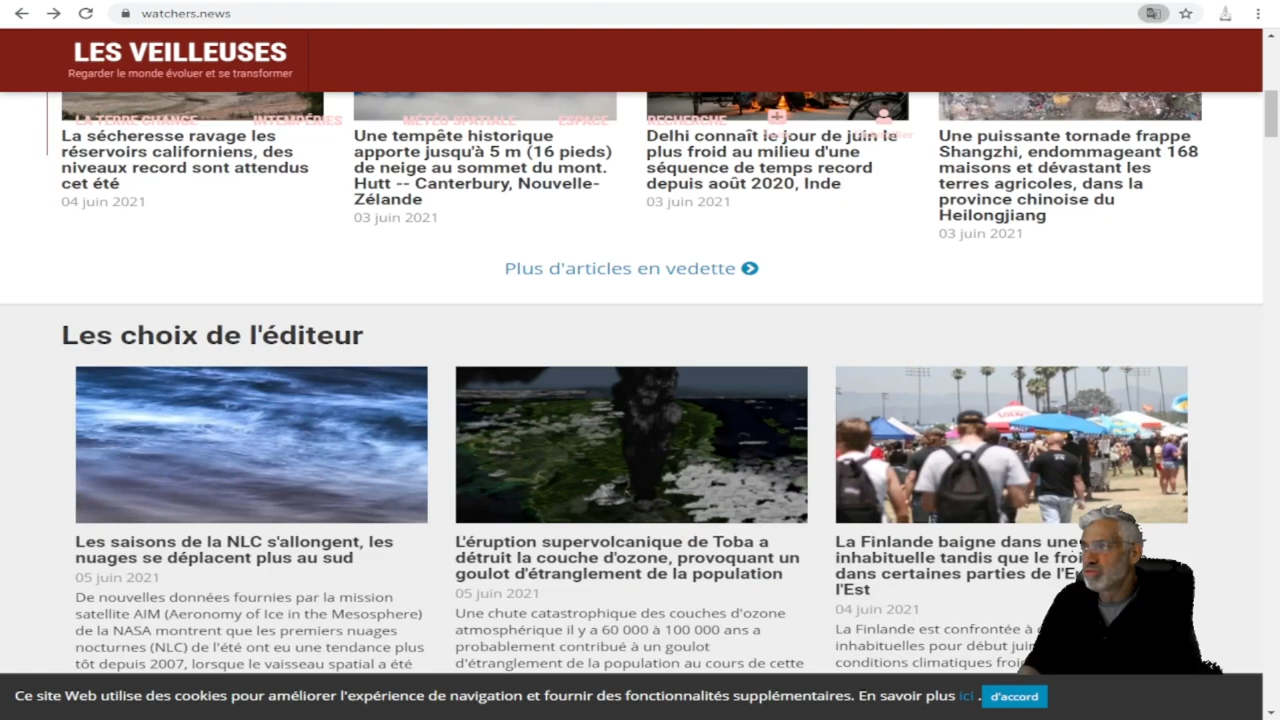 watchers.news
LES VEILLEUSES
Regarder le monde évoluer et se transformer
LA TERRE CHANGE INTEMPÉRIES MÉTÉO SPATIALE ESPACE RECHERCHE
La sécheresse ravage les
réservoirs californiens, des
niveaux record sont attendus
cet été
04 juin 2021
Une tempête historique
apporte jusqu'à 5 m (16 pieds)
de neige au sommet du mont.
Hutt -- Canterbury, Nouvelle-
Zélande
03 juin 2021
Delhi connaît le jour de juin le
plus froid au milieu d'une
séquence de temps record
depuis août 2020, Inde
03 juin 2021
Une puissante tornade frappe
Shangzhi, endommageant 168
maisons et dévastant les
terres agricoles, dans la
province chinoise du
Heilongjiang
03 juin 2021
Plus d'articles en vedette
Les choix de l'éditeur
Les saisons de la NLC s'allongent, les
nuages se déplacent plus au sud
05 juin 2021
De nouvelles données fournies par la mission
satellite AIM (Aeronomy of Ice in the Mesosphere)
de la NASA montrent que les premiers nuages
nocturnes (NLC) de l'été ont eu une tendance plus
tôt depuis 2007, lorsque le vaisseau spatial a été
L'éruption supervolcanique de Toba a
détruit la couche d'ozone, provoquant un
goulot d'étranglement de la population
05 juin 2021
Une chute catastrophique des couches d'ozone
atmosphérique il y a 60 000 à 100 000 ans a
probablement contribué à un goulot
d'étranglement de la population au cours de cette
VANS
La Finlande baigne dans une
inhabituelle tandis que le froi
dans certaines parties de l'Eu
l'Est
04 juin 2021
La Finlande est confrontée à
inhabituelles pour début juin
conditions climatiques froi
Ce site Web utilise des cookies pour améliorer l'expérience de navigation et fournir des fonctionnalités supplémentaires. En savoir plus ici . d'accord